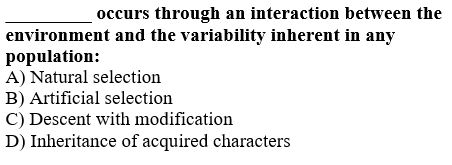 __________ occurs through an interaction between the
environment and the variability inherent in any
population:
A) Natural selection
B) Artificial selection
C) Descent with modification
D) Inheritance of acquired characters